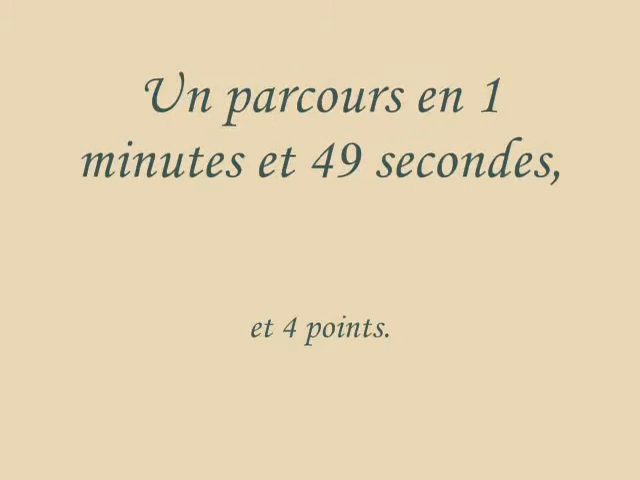 Un parcours en 1
minutes et 49 secondes,
et 4 points.